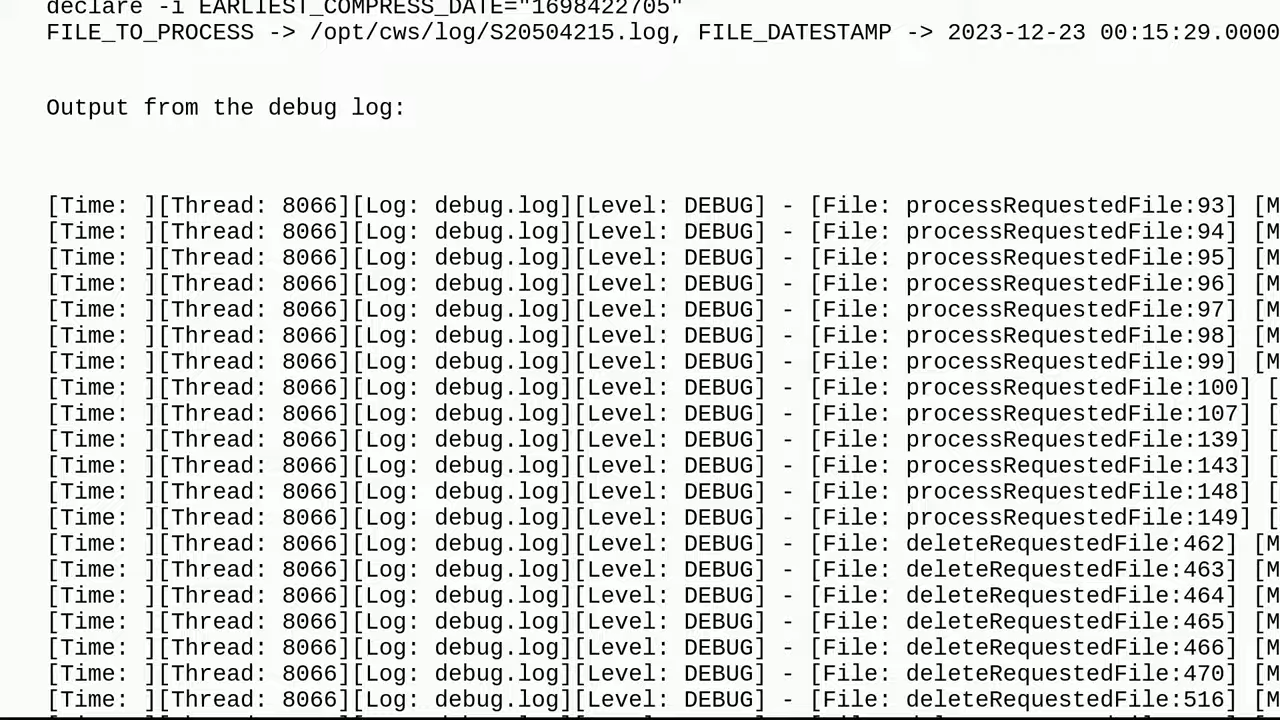 declare -i EARLIEST_COMPRESS_DATE="1698422705"
FILE_TO_PROCESS -> /opt/cws/log/S20504215.log, FILE_DATESTAMP -> 2023-12-23 00:15:29.0000
Output from the debug log:
[Time: ][Thread: 8066][Log: debug.log][Level: DEBUG] - [File: processRequestedFile:93] [M
[Time: ][Thread: 8066][Log: debug.log][Level: DEBUG] - [File: processRequestedFile:94] [M
[Time: ][Thread: 8066][Log: debug.log][Level: DEBUG] - [File: processRequestedFile:95] [M
[Time: ][Thread: 8066][Log: debug.log][Level: DEBUG] - [File: processRequestedFile:96] [M
[Time: ][Thread: 8066][Log: debug.log][Level: DEBUG] - [File: processRequestedFile:97] [M
[Time: ][Thread: 8066][Log: debug.log][Level: DEBUG] - [File: processRequestedFile:98] [M
[Time: ][Thread: 8066][Log: debug.log][Level: DEBUG] - [File: processRequestedFile:99] [M
[Time: ][Thread: 8066][Log: debug.log][Level: DEBUG] - [File: processRequestedFile:100] [
[Time: ][Thread: 8066][Log: debug.log][Level: DEBUG] - [File: processRequestedFile:107] [
[Time: ][Thread: 8066][Log: debug.log][Level: DEBUG] - [File: processRequestedFile:139] [
[Time: ][Thread: 8066][Log: debug.log][Level: DEBUG] - [File: processRequestedFile:143] [
[Time: ][Thread: 8066][Log: debug.log][Level: DEBUG] - [File: processRequestedFile:148] [
[Time: ][Thread: 8066][Log: debug.log][Level: DEBUG] - [File: processRequestedFile:149] [
[Time: ][Thread: 8066][Log: debug.log][Level: DEBUG] - [File: deleteRequestedFile:462] [M
[Time: ][Thread: 8066][Log: debug.log][Level: DEBUG] - [File: deleteRequestedFile:463] [M
[Time: ][Thread: 8066][Log: debug.log][Level: DEBUG] - [File: deleteRequestedFile:464] [M
[Time: ][Thread: 8066][Log: debug.log][Level: DEBUG] - [File: deleteRequestedFile:465] [M
[Time: ][Thread: 8066][Log: debug.log][Level: DEBUG] - [File: deleteRequestedFile:466] [M
[Time: ][Thread: 8066][Log: debug.log][Level: DEBUG] - [File: deleteRequestedFile:470] [M
[Time: ][Thread: 8066][Log: debug.log][Level: DEBUG] - [File: deleteRequestedFile:516] [M